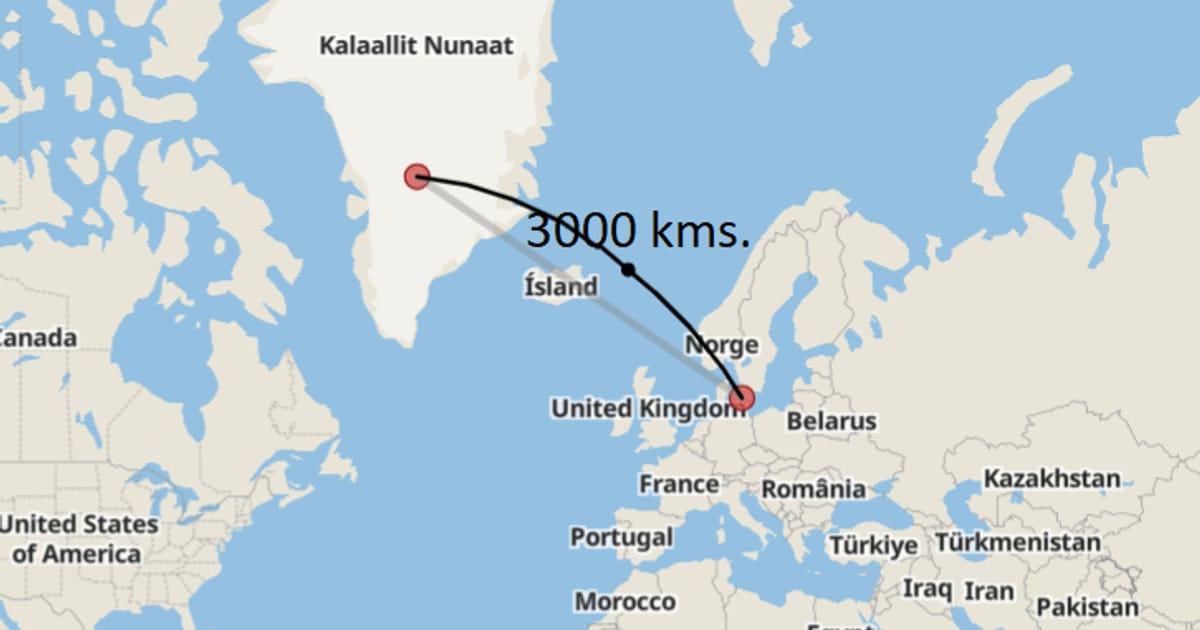 Kalaallit Nunaat
3000 kms.
Ísland
Canada
Norge
United Kingdom
Belarus
France
România
Kazakhstan
United States
of America
Portugal
Türkiye
Türkmenistan
Morocco
Iraq
Iran
Pakistan
Egypt